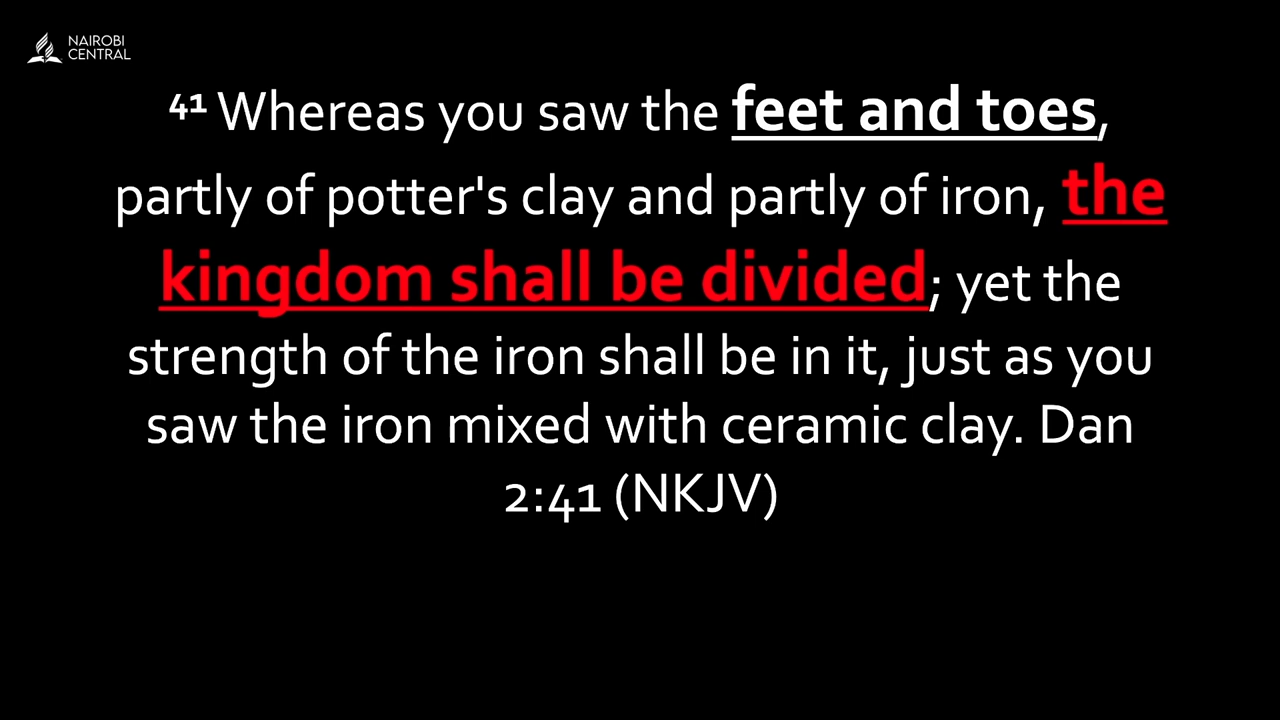 NAIROBI
CENTRAL
41 Whereas you saw the feet and toes,
partly of potter's clay and partly of iron, the
kingdom shall be divided; yet the
strength of the iron shall be in it, just as you
saw the iron mixed with ceramic clay. Dan
2:41 (NKJV)